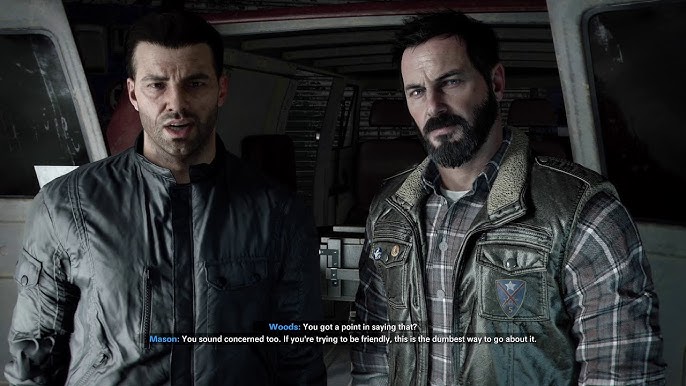 Woods: You got a point in saying that?
Mason: You sound concerned too. If you're trying to be friendly, this is the dumbest way to go about it.